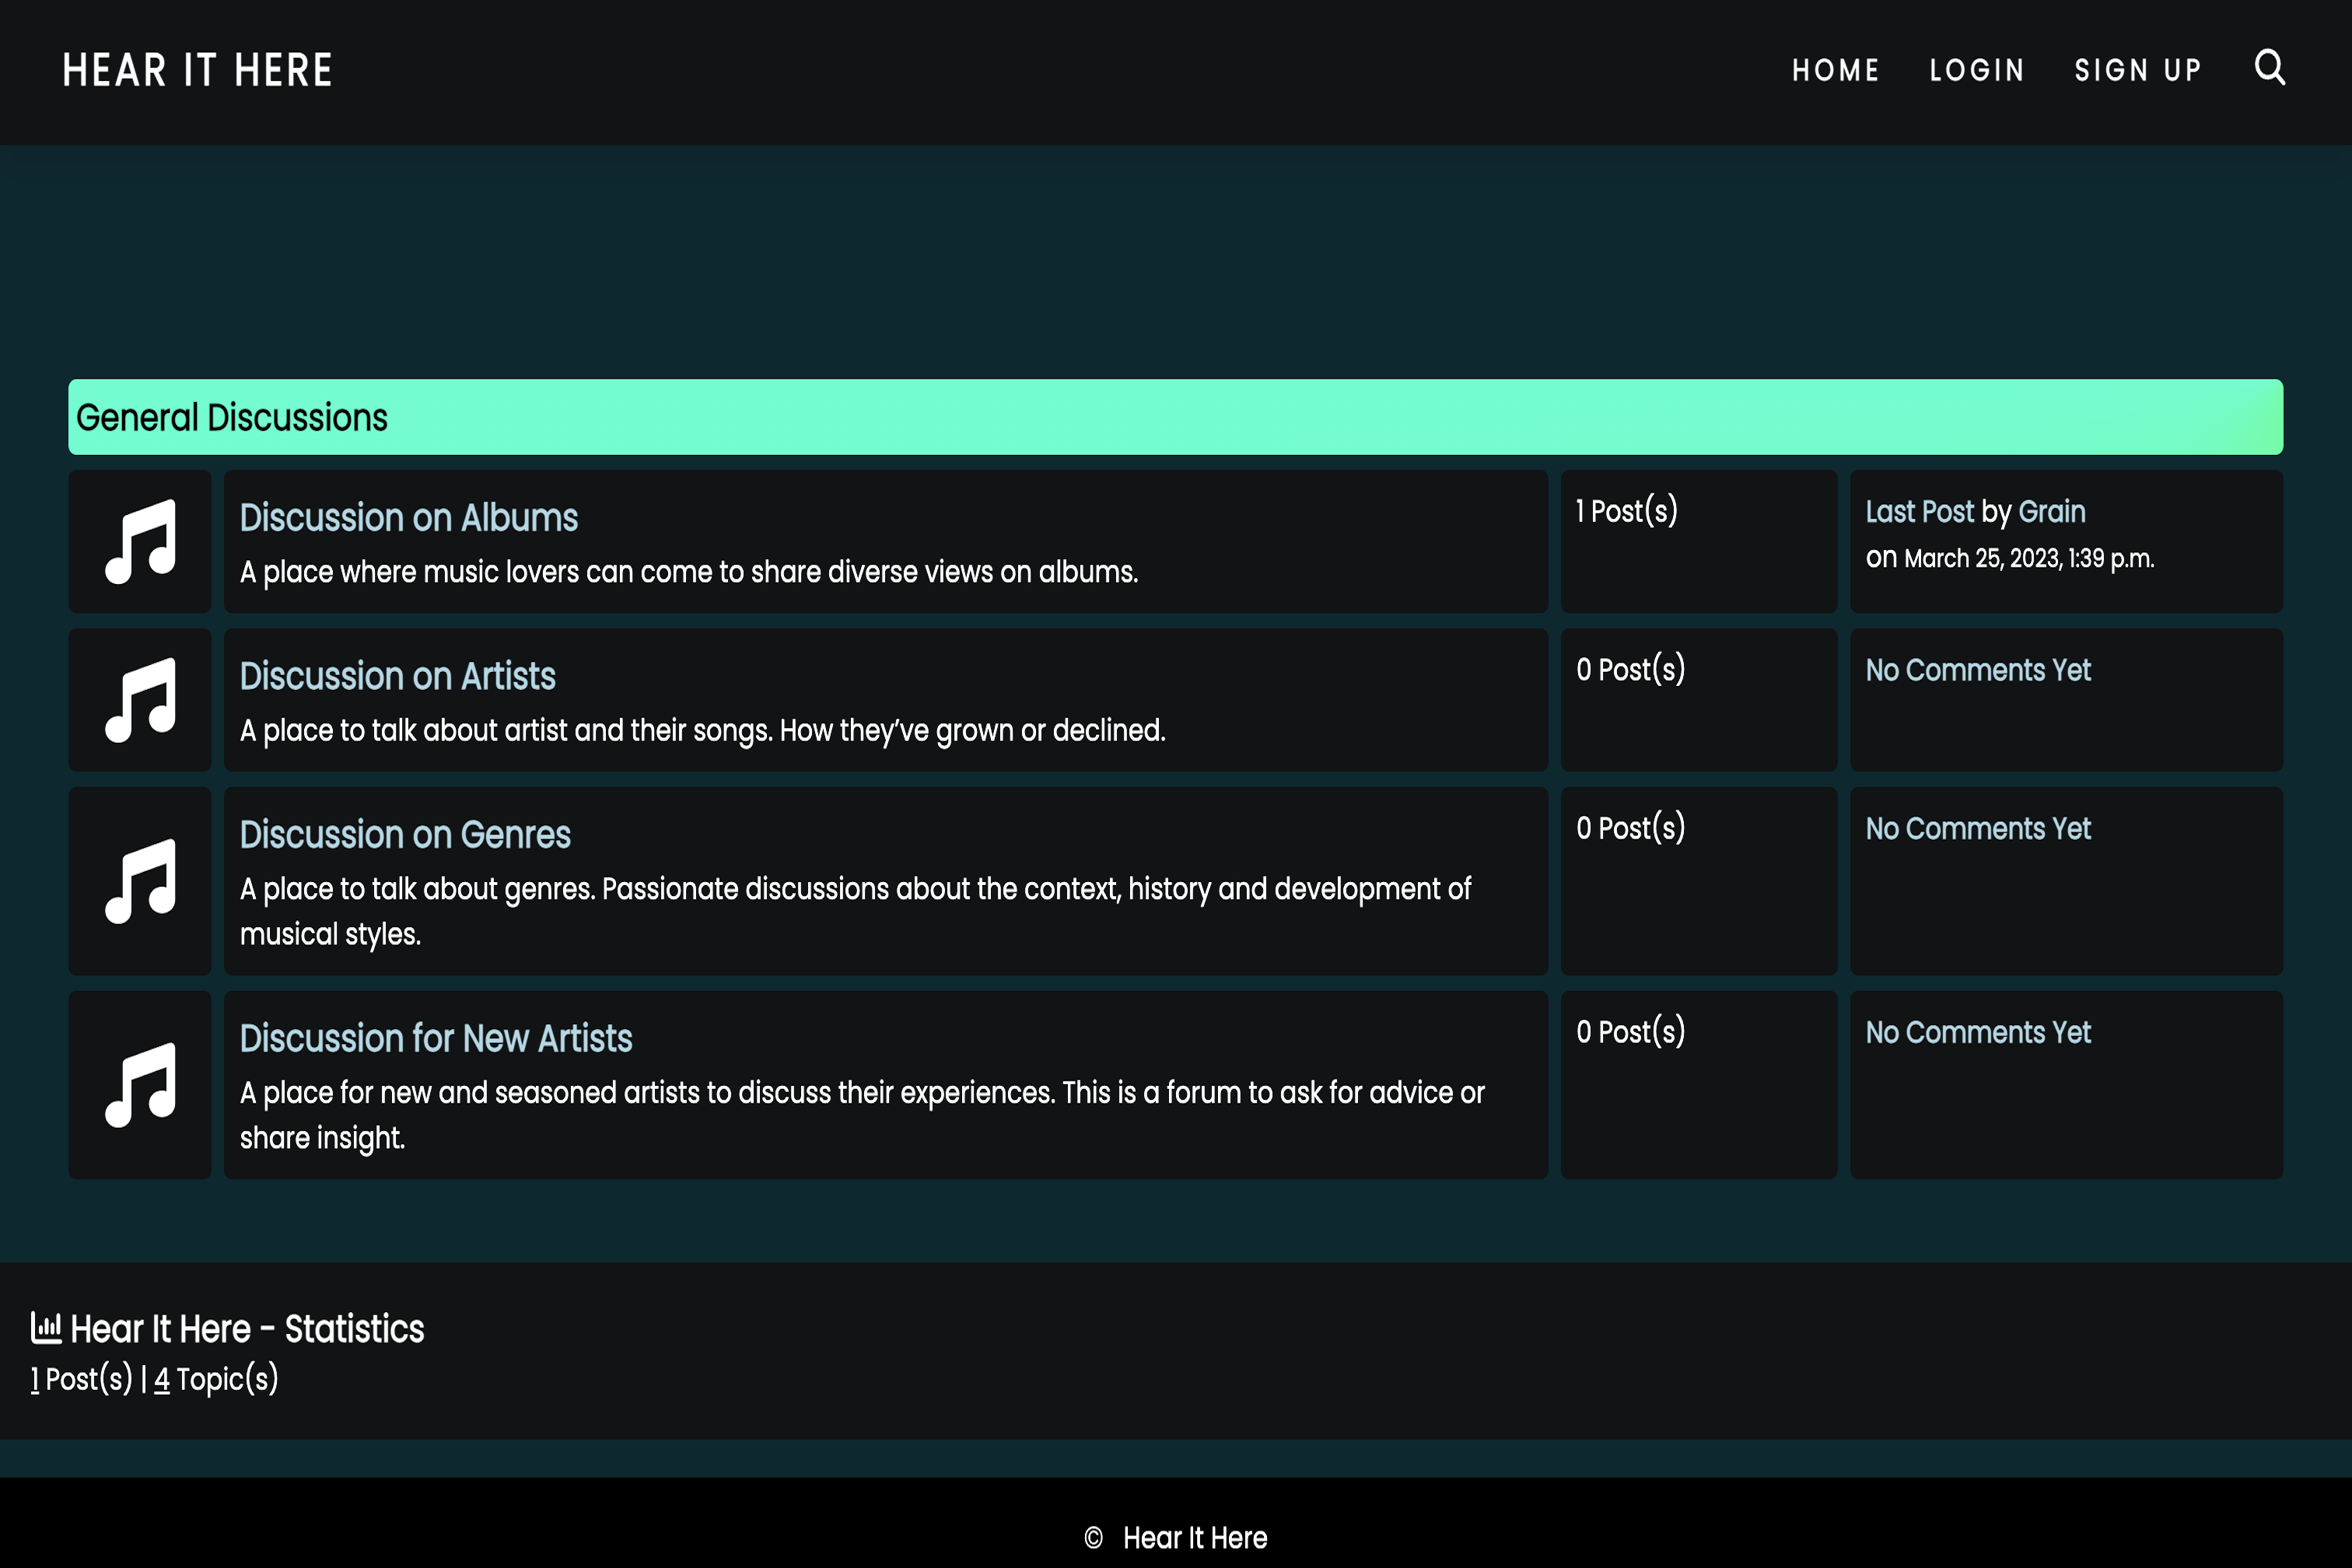 HEAR IT HERE
HOME LOGIN SIGN UP
General Discussions
Discussion on Albums
A place where music lovers can come to share diverse views on albums.
1 Post(s)
Last Post by Grain
on March 25, 2023, 1:39 p.m.
Discussion on Artists
A place to talk about artist and their songs. How they’ve grown or declined.
0 Post(s)
No Comments Yet
Discussion on Genres
A place to talk about genres. Passionate discussions about the context, history and development of
musical styles.
0 Post(s)
No Comments Yet
Discussion for New Artists
A place for new and seasoned artists to discuss their experiences. This is a forum to ask for advice or
share insight.
0 Post(s)
No Comments Yet
Hear It Here - Statistics
1 Post(s) | 4 Topic(s)
© Hear It Here